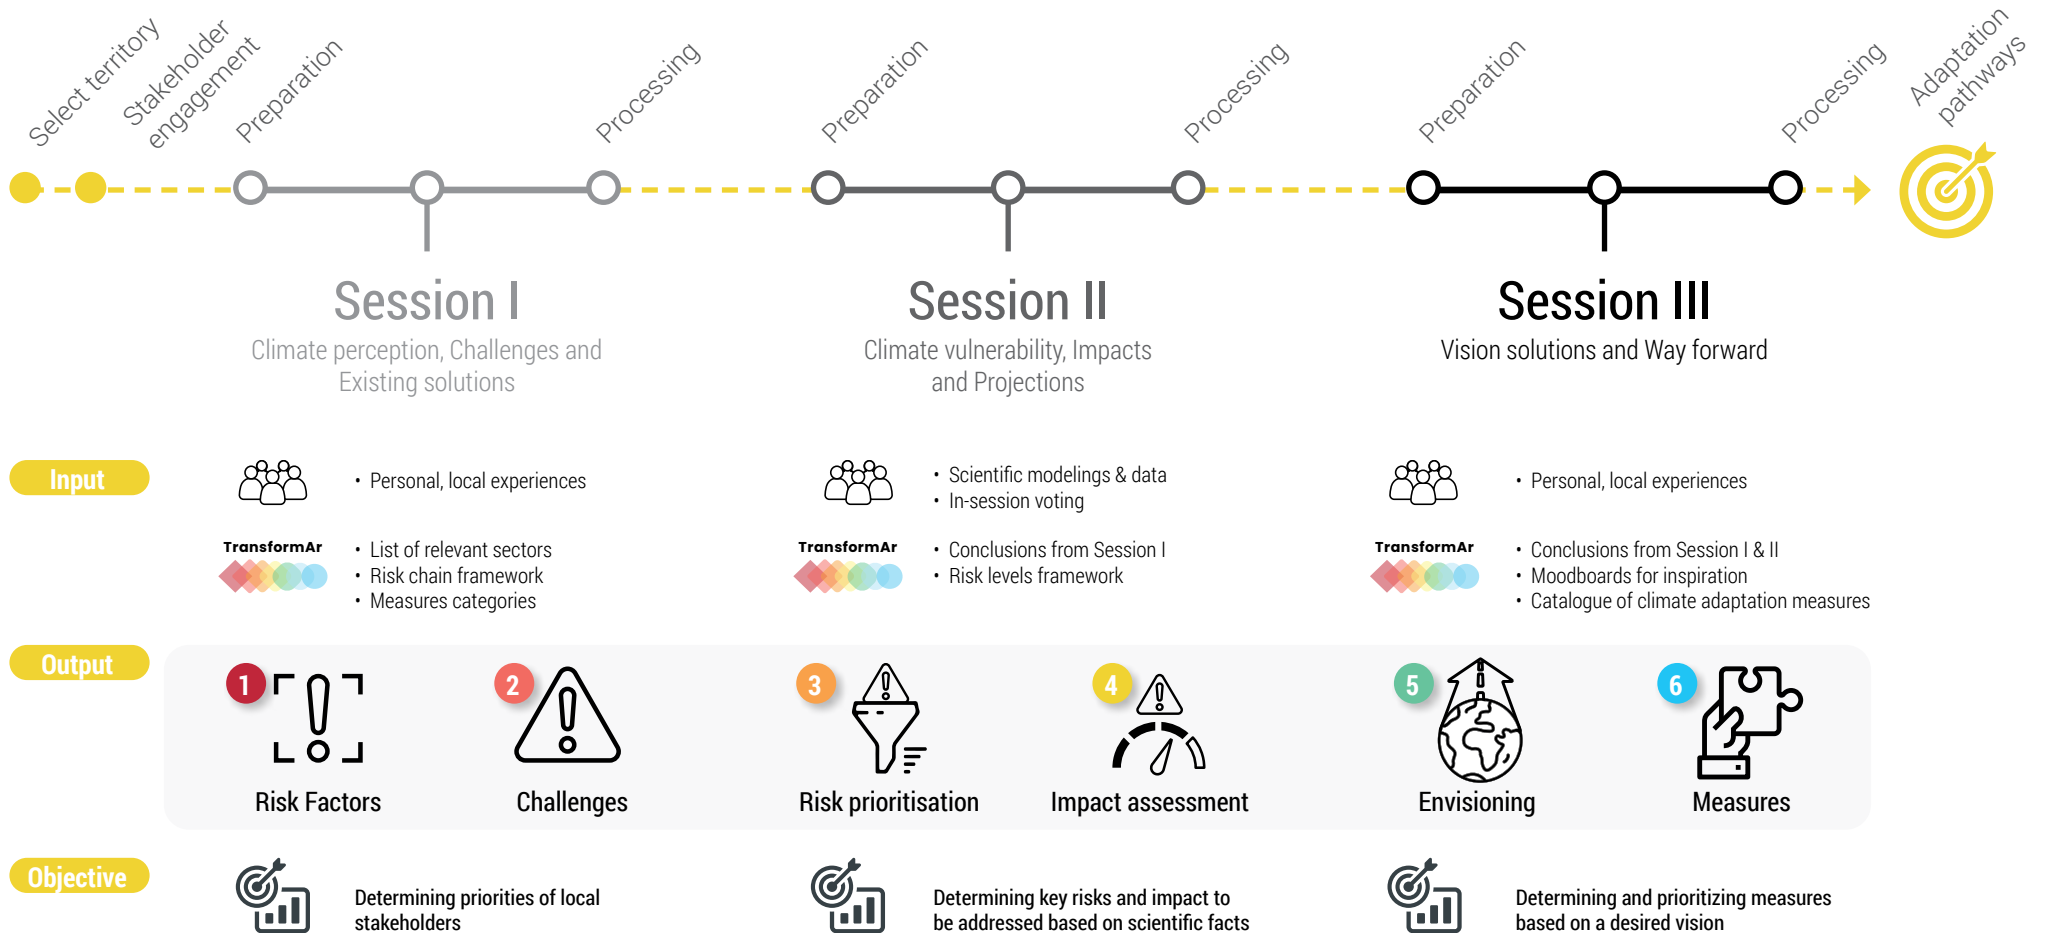 Select territory
Stakeholder
engagement
Preparation
Processing
Preparation
Processing
Preparation
Processing
Adaptation
pathways
Session I
Climate perception, Challenges and
Existing solutions
Session II
Climate vulnerability, Impacts
and Projections
Session III
Vision solutions and Way forward
Input
• Personal, local experiences
TransformAr
• List of relevant sectors
• Risk chain framework
• Measures categories
• Scientific modelings & data
• In-session voting
TransformAr
• Conclusions from Session I
• Risk levels framework
• Personal, local experiences
TransformAr
• Conclusions from Session I & II
• Moodboards for inspiration
• Catalogue of climate adaptation measures
Output
1
Risk Factors
2
Challenges
3
Risk prioritisation
4
Impact assessment
5
Envisioning
6
Measures
Objective
Determining priorities of local
stakeholders
Determining key risks and impact to
be addressed based on scientific facts
Determining and prioritizing measures
based on a desired vision